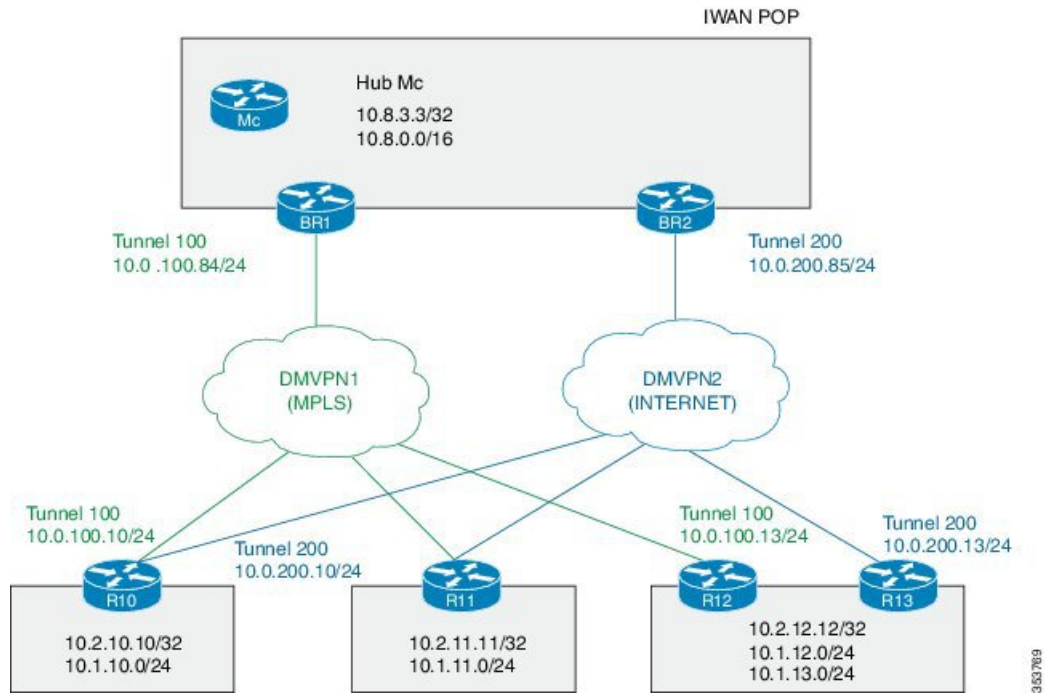 IWAN POP
Hub Mc
10.8.3.3/32
10.8.0.0/16
Mc
BR1
BR2
Tunnel 100
10.0 .100.84/24
Tunnel 200
10.0.200.85/24
DMVPN1
(MPLS)
DMVPN2
(INTERNET)
Tunnel 100
10.0.100.10/24
Tunnel 200
10.0.200.10/24
Tunnel 100
10.0.100.13/24
Tunnel 200
10.0.200.13/24
R10
R11
R12
R13
10.2.10.10/32
10.1.10.0/24
10.2.11.11/32
10.1.11.0/24
10.2.12.12/32
10.1.12.0/24
10.1.13.0/24
353769